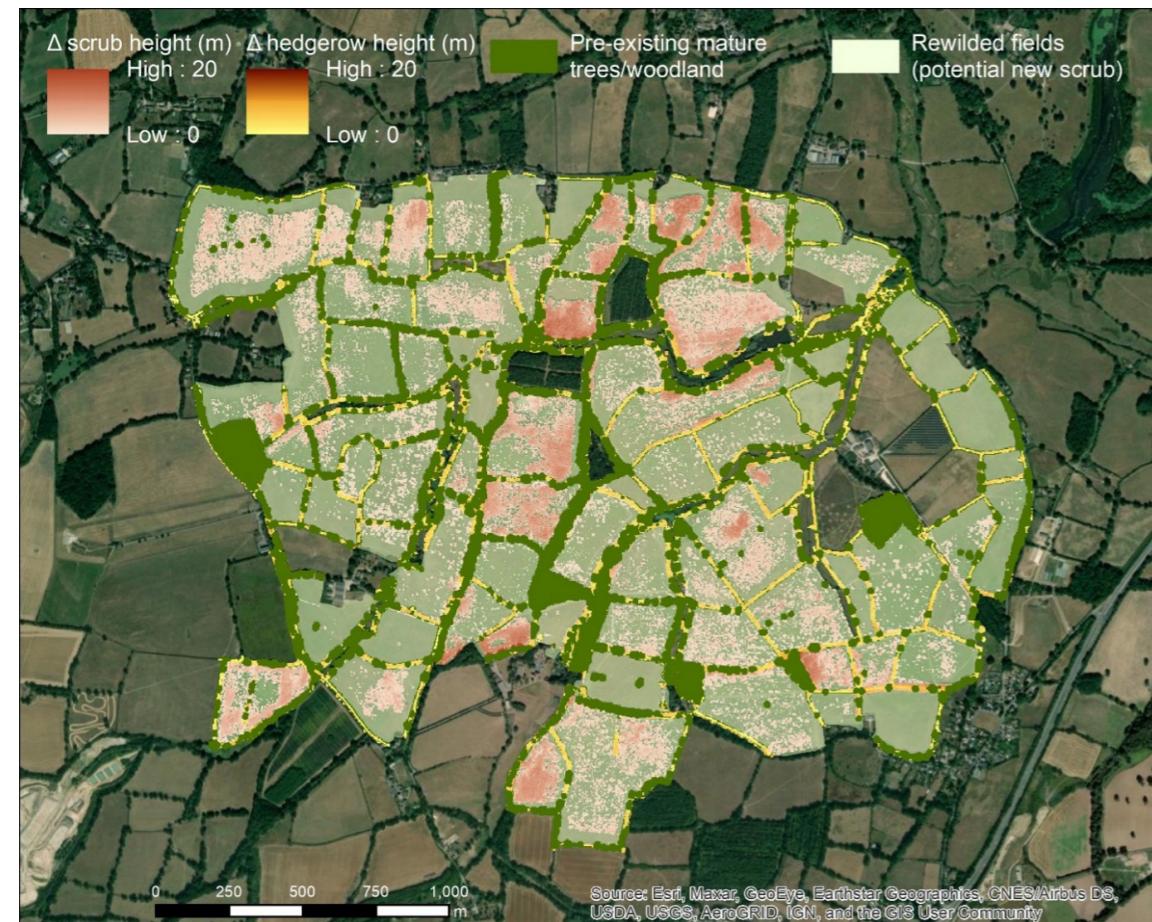 Δ scrub height (m)
High : 20
Low : 0
Δ hedgerow height (m)
High : 20
Low : 0
Pre-existing mature
trees/woodland
Rewilded fields
(potential new scrub)
0 250 500 750 1,000
m
Source: Esri, Maxar, GeoEye, Earthstar Geographics, CNES/Airbus DS,
USDA, USGS, AeroGRID, IGN, and the GIS User Community